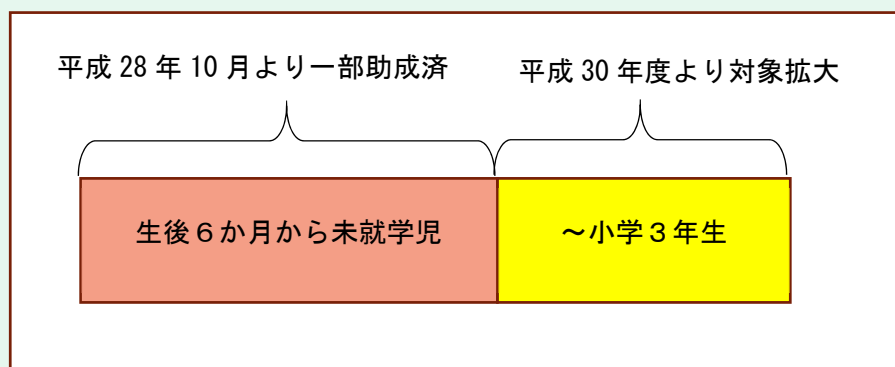 平成 28 年 10 月より一部助成済
平成 30 年度より対象拡大
生後６か月から未就学児
～小学３年生